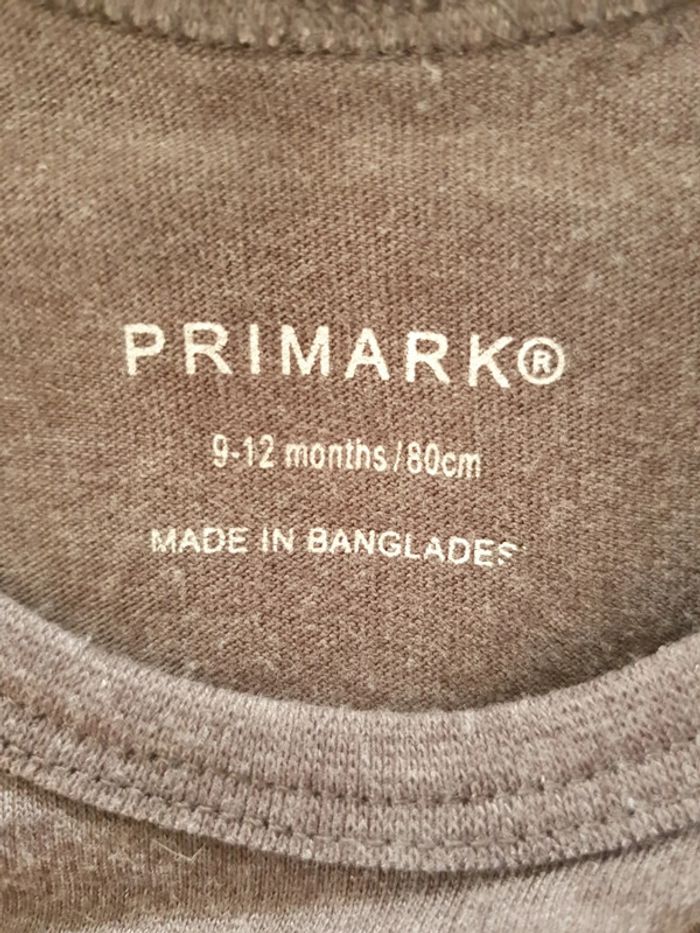 PRIMARK®
9-12 months/80cm
MADE IN BANGLADES